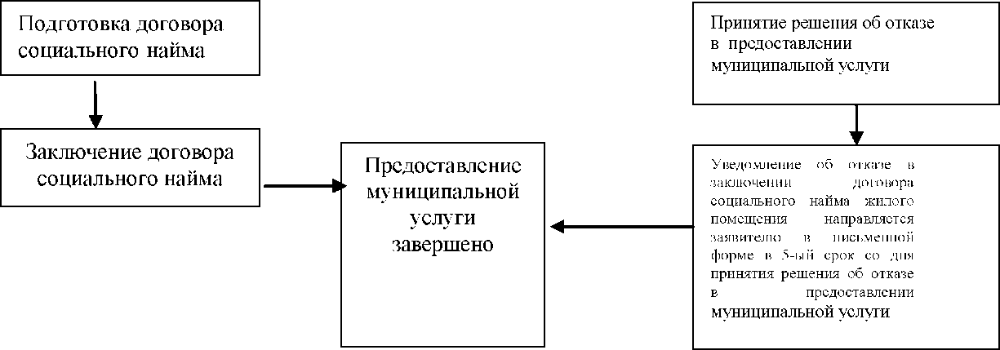 Подготовка договора
социального найма
Принятие решения об отказе
в предоставлении
муниципальной услуги
Заключение договора
социального найма
Предоставление
муниципальной
услуги
завершено
Уведомление об отказе в
заключении договора
социального найма жилого
помещения направляется
заявителю в письменной
форме в 5-ый срок со дня
принятия решения об отказе
в предоставлении
муниципальной услуги